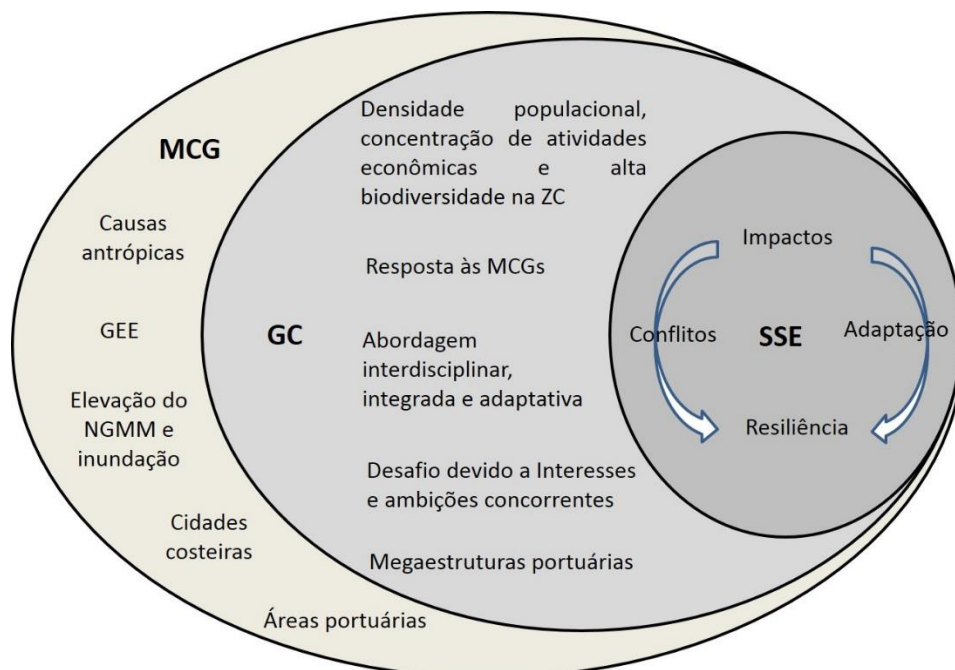 MCG
Causas
antrópicas
GEE
Elevação do
NGMM e
inundação
Cidades
costeiras
Áreas portuárias
GC
Densidade populacional,
concentração de atividades
econômicas e alta
biodiversidade na ZC
Resposta às MCGs
Abordagem
interdisciplinar,
integrada e adaptativa
Desafio devido a Interesses
e ambições concorrentes
Megaestruturas portuárias
Impactos
Conflitos
SSE
Adaptação
Resiliência